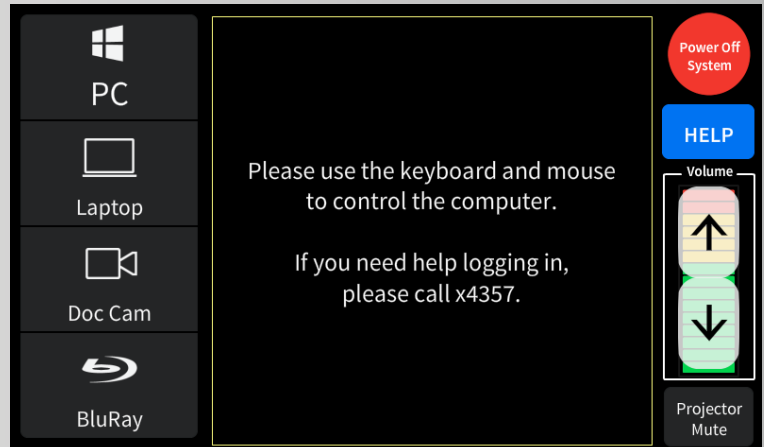 PC
Laptop
Doc Cam
BluRay
Please use the keyboard and mouse
to control the computer.
If you need help logging in,
please call x4357.
Power Off
System
HELP
Volume
Projector
Mute